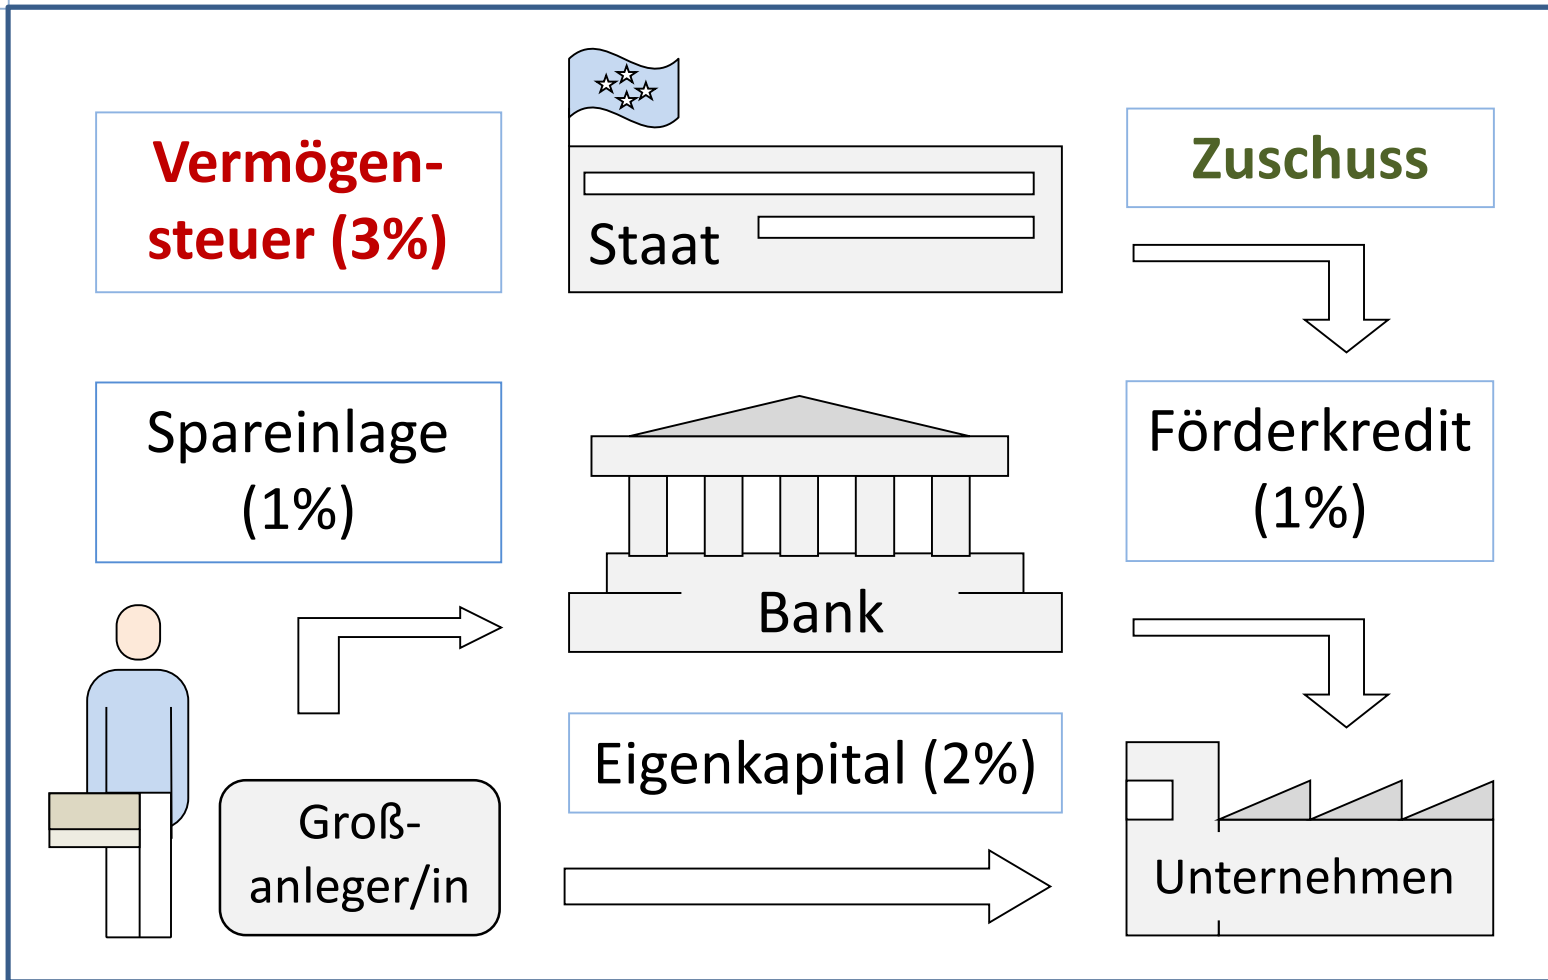 Vermögen-
steuer (3%)
Staat
Zuschuss
Spareinlage
(1%)
Bank
Förderkredit
(1%)
Eigenkapital (2%)
Groß-
anleger/in
Unternehmen